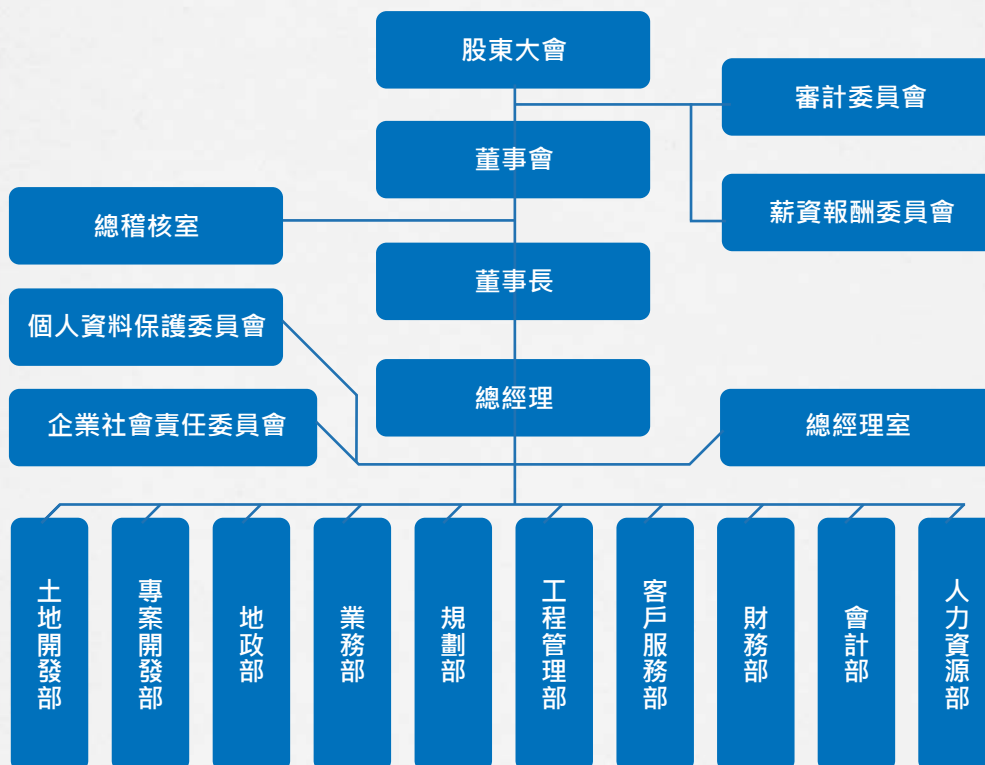 股東大會
審計委員會
董事會
薪資報酬委員會
總稽核室
董事長
個人資料保護委員會
總經理
企業社會責任委員會
總經理室
土地開發部
專案開發部
地政部
業務部
規劃部
工程管理部
客戶服務部
財務部
會計部
人力資源部